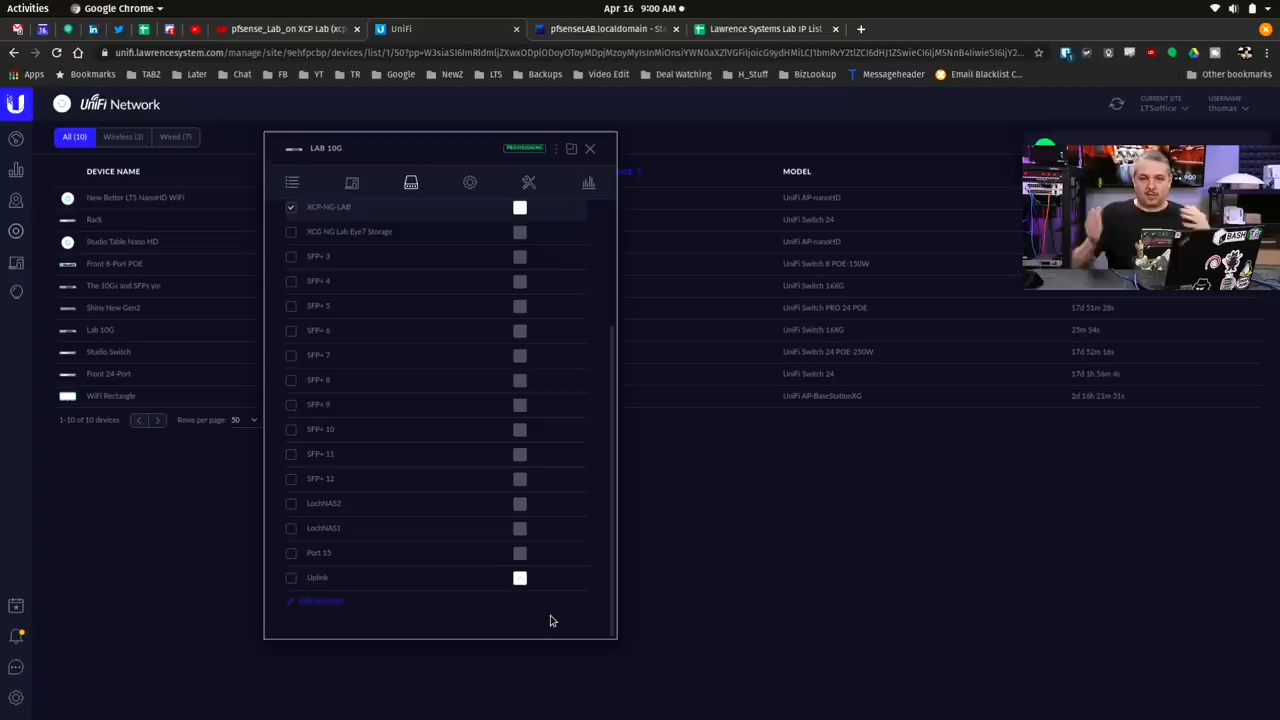 Activities
Google Chrome
Apr 16 9:00 AM
pfsense_Lab_on XCP Lab (xcp
UniFi
pfsenseLAB.localdomain - Sta
Lawrence Systems Lab IP List
Apps
Bookmarks
TABZ
Later
Chat
FB
YT
TR
Google
NewZ
LTS
Backups
Video Edit
Deal Watching
H_Stuff
BizLookup
Messageheader
Email Blacklist C...
Other bookmarks
UniFi Network
CURRENT SITE
LTSoffice
USERNAME
thomas
All (10)
Wireless (3)
Wired (7)
LAB 10G
PROVISIONING
DEVICE NAME
MODEL
New Better LTS NanoHD WiFi
UniFi AP-nanoHD
Rack
UniFi Switch 24
Studio Table Nano HD
UniFi AP-nanoHD
Front 8-Port POE
UniFi Switch 8 POE-150W
The 10Gs and SFPs yo!
UniFi Switch 16XG
Shiny New Gen2
UniFi Switch PRO 24 POE
17d 51m 28s
Lab 10G
UniFi Switch 16XG
25m 54s
Studio Switch
UniFi Switch 24 POE-250W
17d 52m 16s
Front 24-Port
UniFi Switch 24
17d 1h 56m 4s
WiFi Rectangle
UniFi AP-BaseStationXG
2d 16h 21m 31s
1-10 of 10 devices
Rows per page: 50
XCP-NG-LAB
XCG NG Lab Eye7 Storage
SFP+ 3
SFP+ 4
SFP+ 5
SFP+ 6
SFP+ 7
SFP+ 8
SFP+ 9
SFP+ 10
SFP+ 11
SFP+ 12
LochNAS2
LochNAS1
Port 15
Uplink